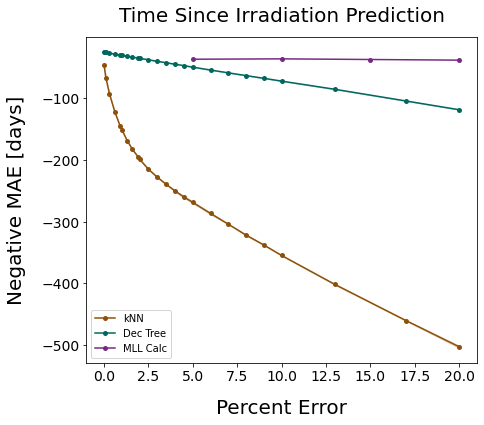 Time Since Irradiation Prediction
Negative MAE [days]
−100
−200
−300
−400
−500
kNN
Dec Tree
MLL Calc
0.0 2.5 5.0 7.5 10.0 12.5 15.0 17.5 20.0
Percent Error